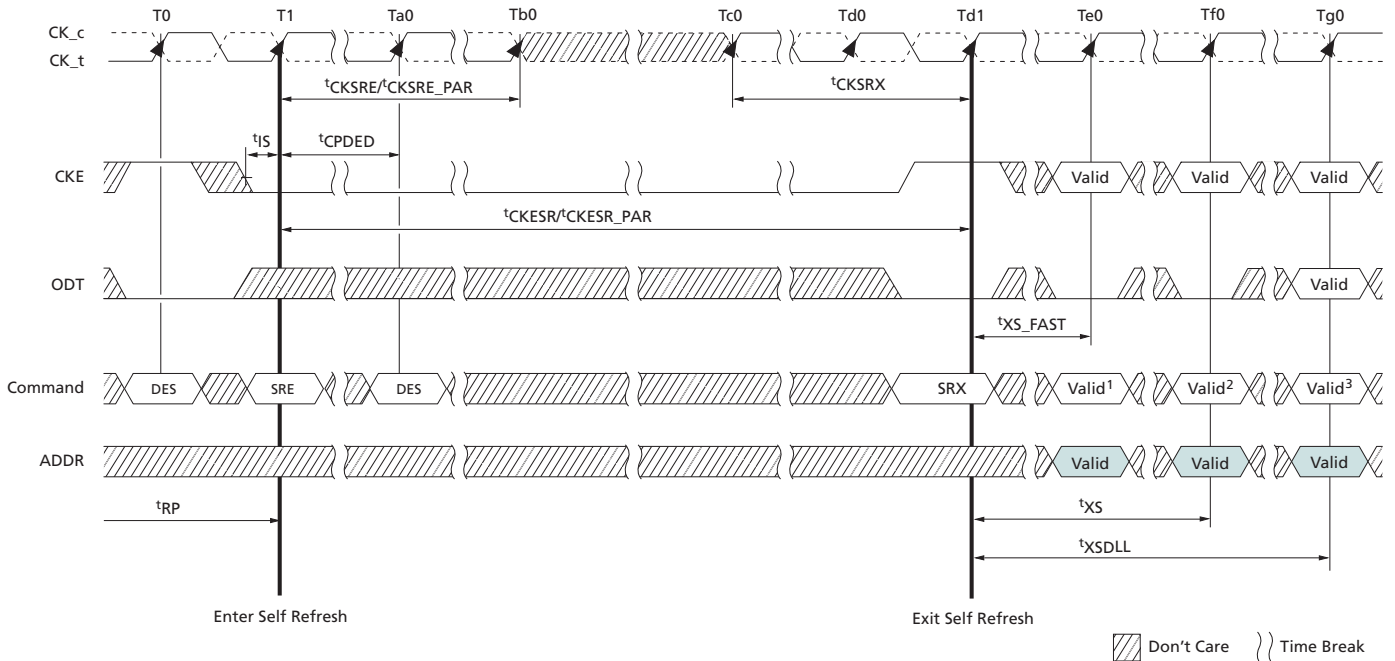 T0 T1 Ta0 Tb0 Tc0 Td0 Td1 Te0 Tf0 Tg0
CK_c
CK_t
tCKSRE/tCKSRE_PAR tCKSRX
tIS tCPDED
CKE Valid Valid Valid
tCKESR/tCKESR_PAR
ODT Valid
tXS_FAST
Command DES SRE DES SRX Valid1 Valid2 Valid3
ADDR Valid Valid Valid
tRP tXS
tXSDLL
Enter Self Refresh Exit Self Refresh
Don't Care Time Break